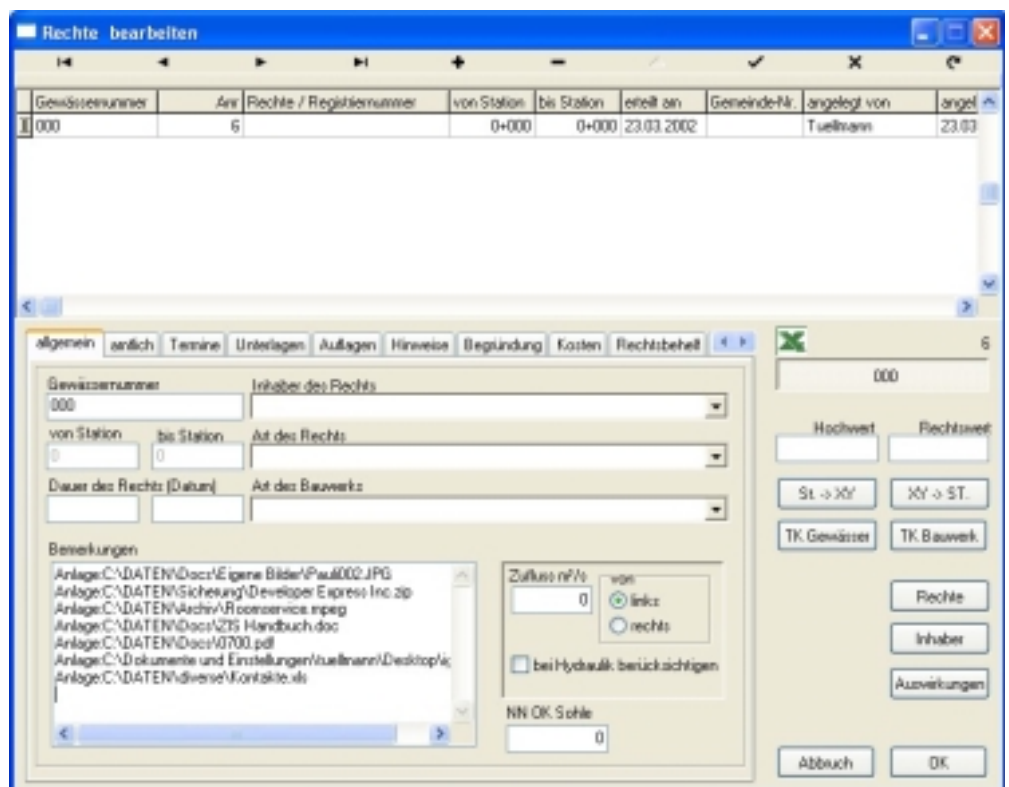 Rechte bearbeiten
Gewässernummer Anr Rechte / Registriernummer von Station bis Station erteilt am Gemeinde-Nr. angelegt von angel
000 6 0+000 0+000 23.03.2002 Tuellmann 23.03
allgemein amtlich Termine Unterlagen Auflagen Hinweise Begründung Kosten Rechtsbehelf
6
000
Gewässernummer Inhaber des Rechts
000
Hochwert Rechtswert
von Station bis Station Art des Rechts
0 0
St. -> XY XY -> ST.
Dauer des Rechts (Datum) Art des Bauwerks
TK Gewässer TK Bauwerk
Bemerkungen
Anlage:C:\DATEN\Docs\Eigene Bilder\Pauli002.JPG
Anlage:C:\DATEN\Sicherung\Developer Express Inc.zip
Anlage:C:\DATEN\Archiv\Roomservice.mpeg
Anlage:C:\DATEN\Docs\ZIS Handbuch.doc
Anlage:C:\DATEN\Docs\0700.pdf
Anlage:C:\Dokumente und Einstellungen\tuellmann\Desktop\
Anlage:C:\DATEN\diverse\Kontakte.xls
Zufluss m³/s von
0 links
rechts
bei Hydraulik berücksichtigen
NN OK Sohle
0
Rechte
Inhaber
Auswirkungen
Abbruch OK